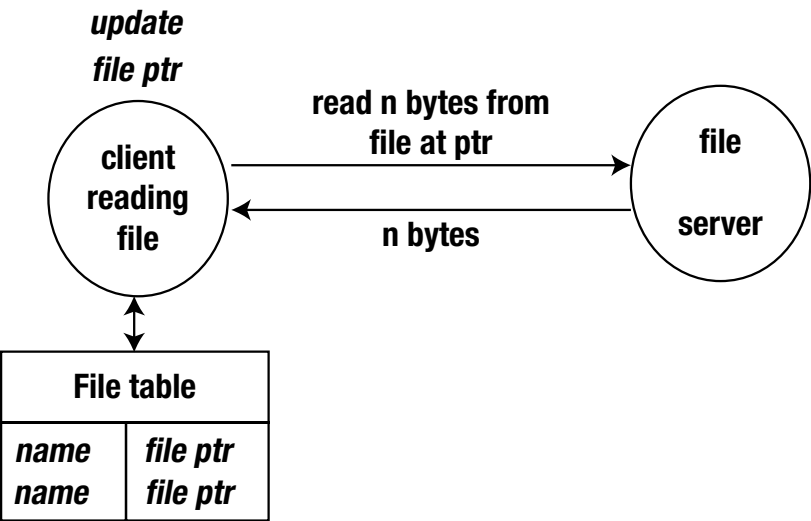 update
file ptr
client
reading
file
read n bytes from
file at ptr
n bytes
file
server
File table
name file ptr
name file ptr